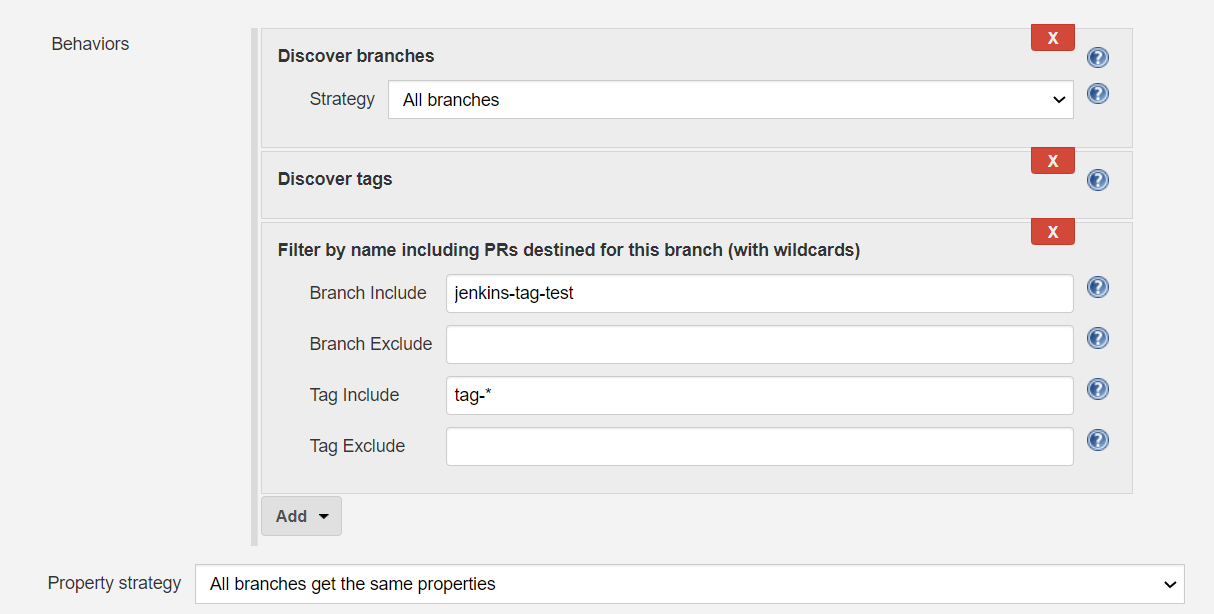 Behaviors
X
Discover branches
?
Strategy All branches
?
X
Discover tags
?
X
Filter by name including PRs destined for this branch (with wildcards)
Branch Include jenkins-tag-test
?
Branch Exclude
?
Tag Include tag-*
?
Tag Exclude
?
Add
Property strategy All branches get the same properties